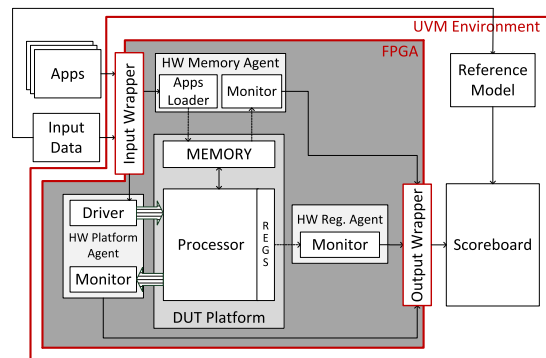 UVM Environment
FPGA
Apps
Input
Data
Input Wrapper
HW Memory Agent
Apps
Loader
Monitor
Reference
Model
MEMORY
Driver
HW Platform
Agent
Monitor
Processor
REGS
DUT Platform
HW Reg. Agent
Monitor
Output Wrapper
Scoreboard